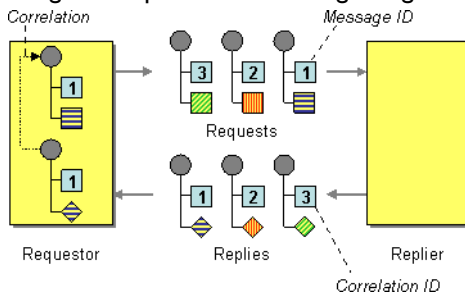 Correlation
Message ID
1
3
2
1
Requests
1
1
2
3
Requestor
Replies
Replier
Correlation ID